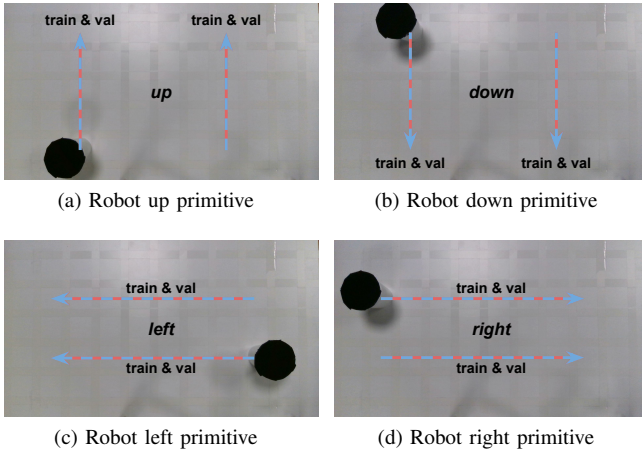 train & val train & val
up
(a) Robot up primitive
down
train & val train & val
(b) Robot down primitive
train & val
left
train & val
(c) Robot left primitive
train & val
right
train & val
(d) Robot right primitive